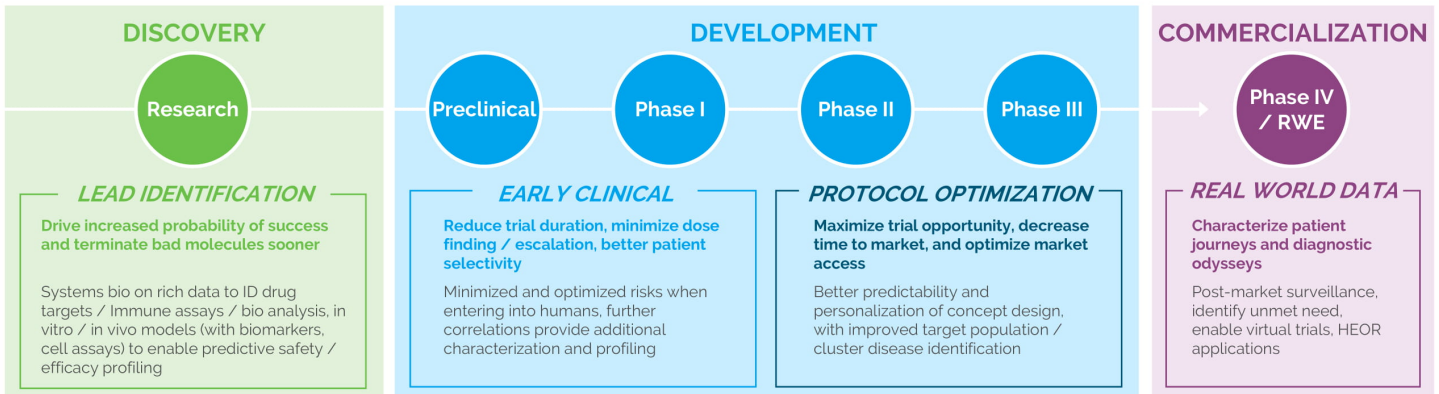 DISCOVERY
Research
LEAD IDENTIFICATION
Drive increased probability of success
and terminate bad molecules sooner
Systems bio on rich data to ID drug
targets / Immune assays / bio analysis, in
vitro / in vivo models (with biomarkers,
cell assays) to enable predictive safety /
efficacy profiling
DEVELOPMENT
Preclinical
Phase I
Phase II
Phase III
EARLY CLINICAL
Reduce trial duration, minimize dose
finding / escalation, better patient
selectivity
Minimized and optimized risks when
entering into humans, further
correlations provide additional
characterization and profiling
PROTOCOL OPTIMIZATION
Maximize trial opportunity, decrease
time to market, and optimize market
access
Better predictability and
personalization of concept design,
with improved target population /
cluster disease identification
COMMERCIALIZATION
Phase IV
/ RWE
REAL WORLD DATA
Characterize patient
journeys and diagnostic
odysseys
Post-market surveillance,
identify unmet need,
enable virtual trials, HEOR
applications